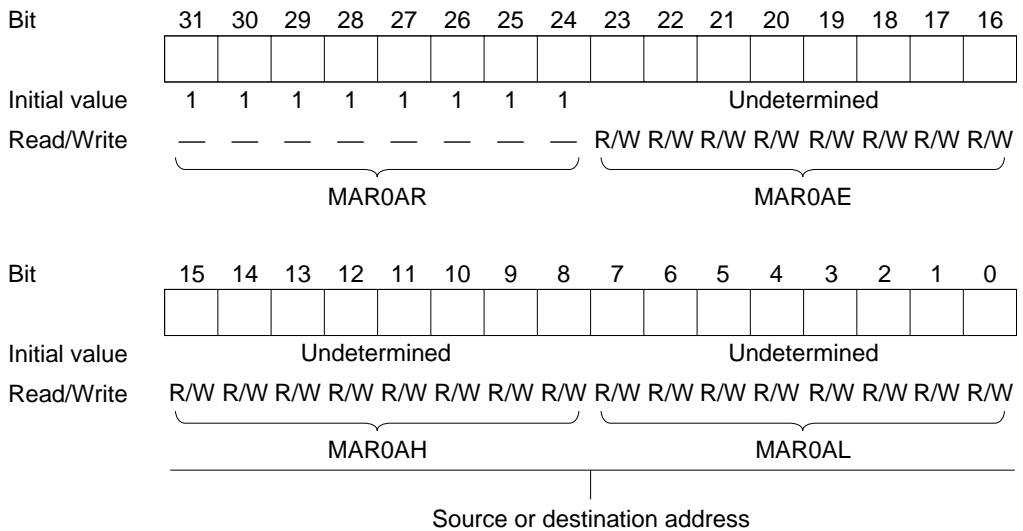 Bit 31 30 29 28 27 26 25 24 23 22 21 20 19 18 17 16
Initial value 1 1 1 1 1 1 1 1 Undetermined
Read/Write — — — — — — — — R/W R/W R/W R/W R/W R/W R/W R/W
MAR0AR MAR0AE
Bit 15 14 13 12 11 10 9 8 7 6 5 4 3 2 1 0
Initial value Undetermined Undetermined
Read/Write R/W R/W R/W R/W R/W R/W R/W R/W R/W R/W R/W R/W R/W R/W R/W R/W
MAR0AH MAR0AL
Source or destination address